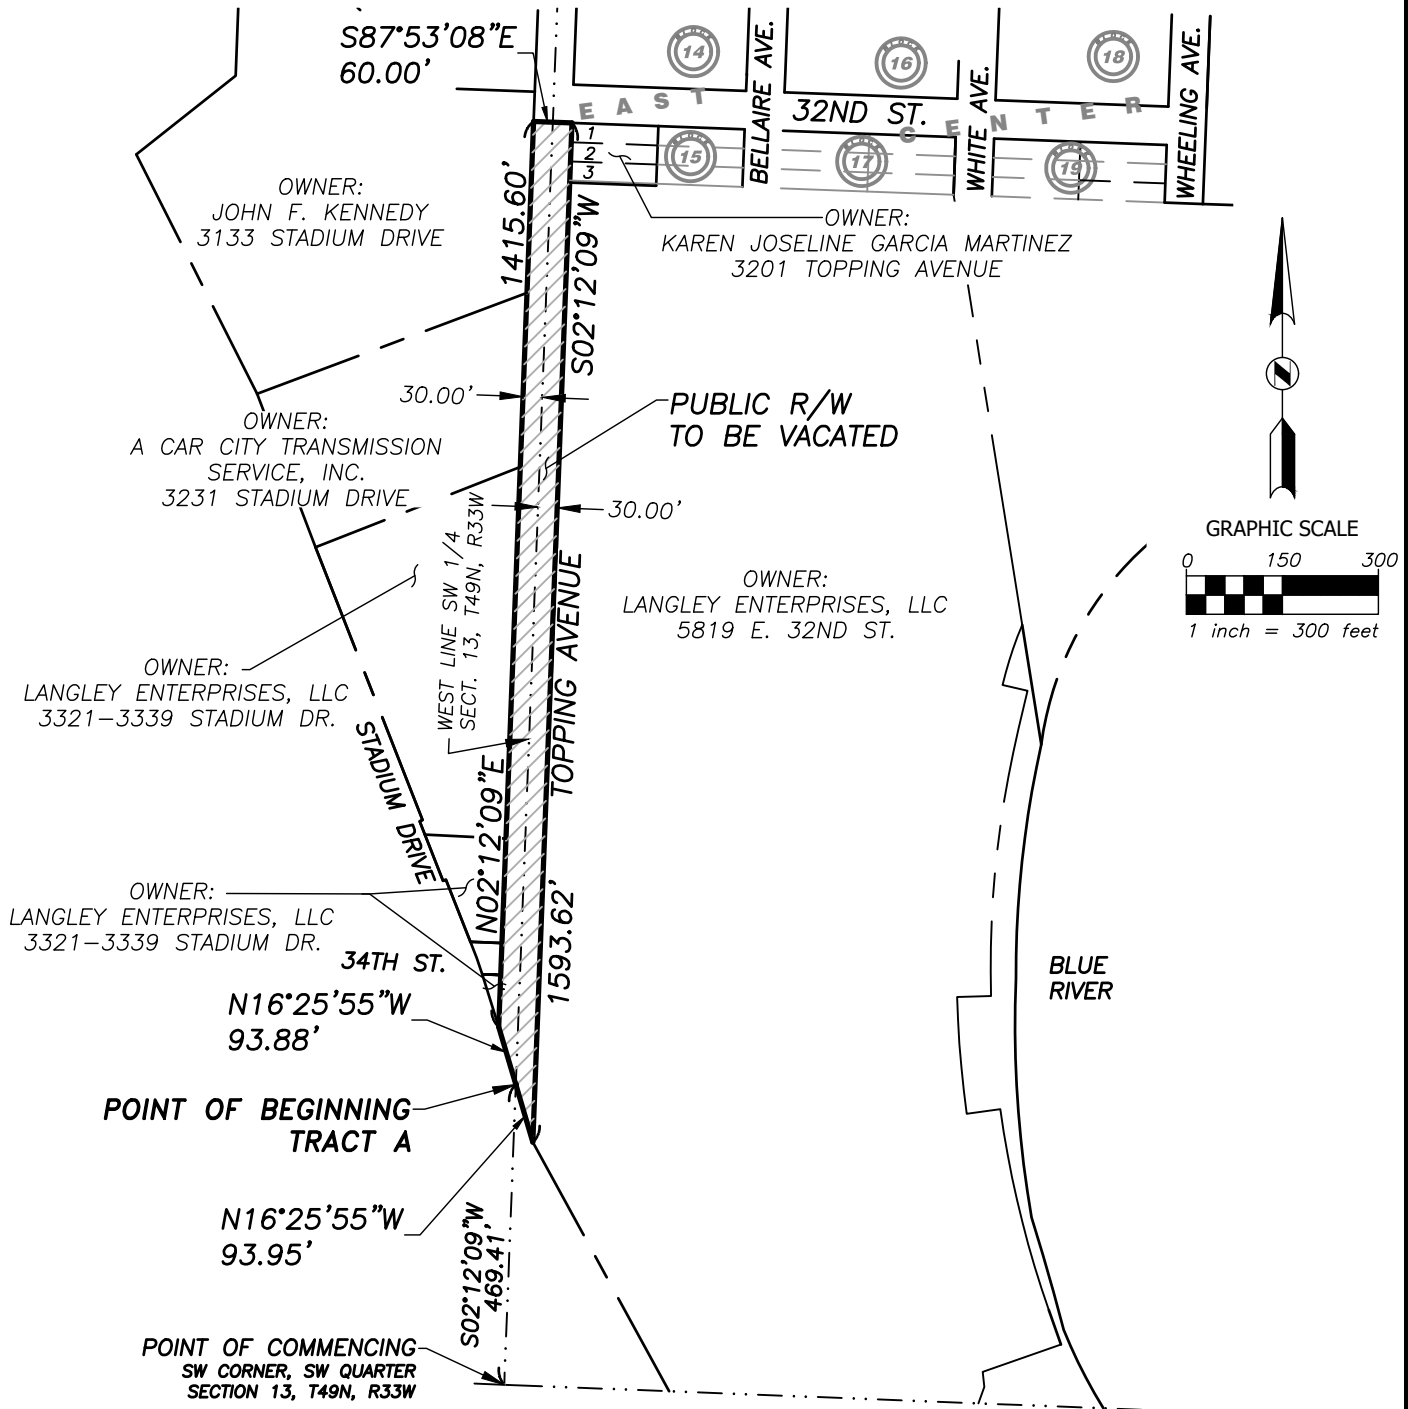 S87°53'08"E
60.00'
BLOCK
14
BLOCK
16
BLOCK
18
BELLAIRE AVE.
WHITE AVE.
WHEELING AVE.
EAST CENTER
32ND ST.
1
2
3
BLOCK
15
BLOCK
17
BLOCK
19
OWNER:
JOHN F. KENNEDY
3133 STADIUM DRIVE
1415.60'
S02°12'09"W
OWNER:
KAREN JOSELINE GARCIA MARTINEZ
3201 TOPPING AVENUE
30.00'
PUBLIC R/W
TO BE VACATED
OWNER:
A CAR CITY TRANSMISSION
SERVICE, INC.
3231 STADIUM DRIVE
30.00'
WEST LINE SW 1/4
SECT. 13, T49N, R33W
TOPPING AVENUE
OWNER:
LANGLEY ENTERPRISES, LLC
5819 E. 32ND ST.
GRAPHIC SCALE
0 150 300
1 inch = 300 feet
OWNER:
LANGLEY ENTERPRISES, LLC
3321-3339 STADIUM DR.
STADIUM DRIVE
N02°12'09"E
1593.62'
OWNER:
LANGLEY ENTERPRISES, LLC
3321-3339 STADIUM DR.
34TH ST.
BLUE
RIVER
N16°25'55"W
93.88'
POINT OF BEGINNING
TRACT A
N16°25'55"W
93.95'
S02°12'09"W
469.41'
POINT OF COMMENCING
SW CORNER, SW QUARTER
SECTION 13, T49N, R33W